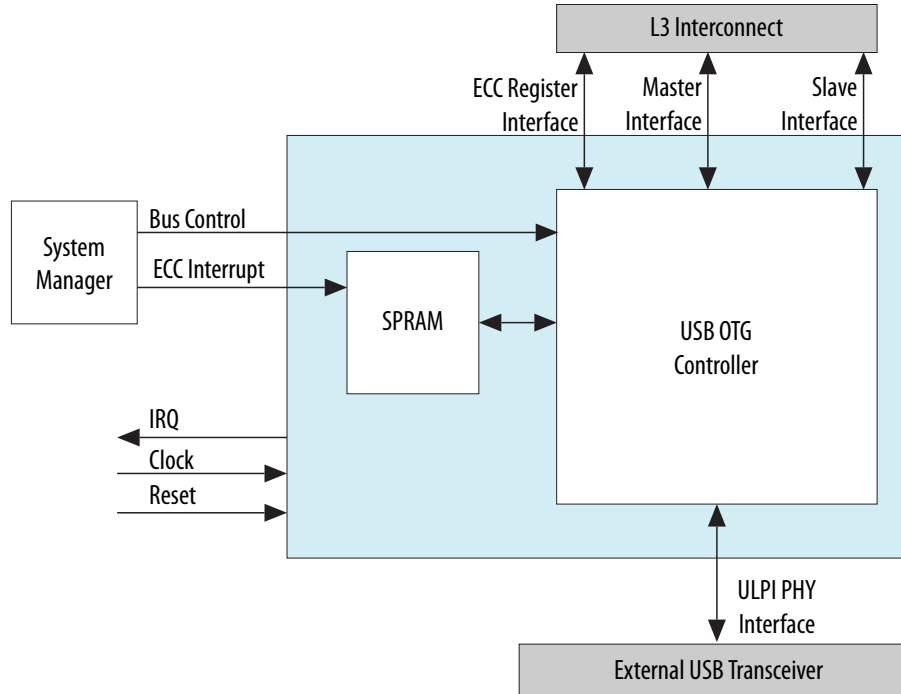 L3 Interconnect
ECC Register
Interface
Master
Interface
Slave
Interface
System
Manager
Bus Control
ECC Interrupt
SPRAM
USB OTG
Controller
IRQ
Clock
Reset
ULPI PHY
Interface
External USB Transceiver